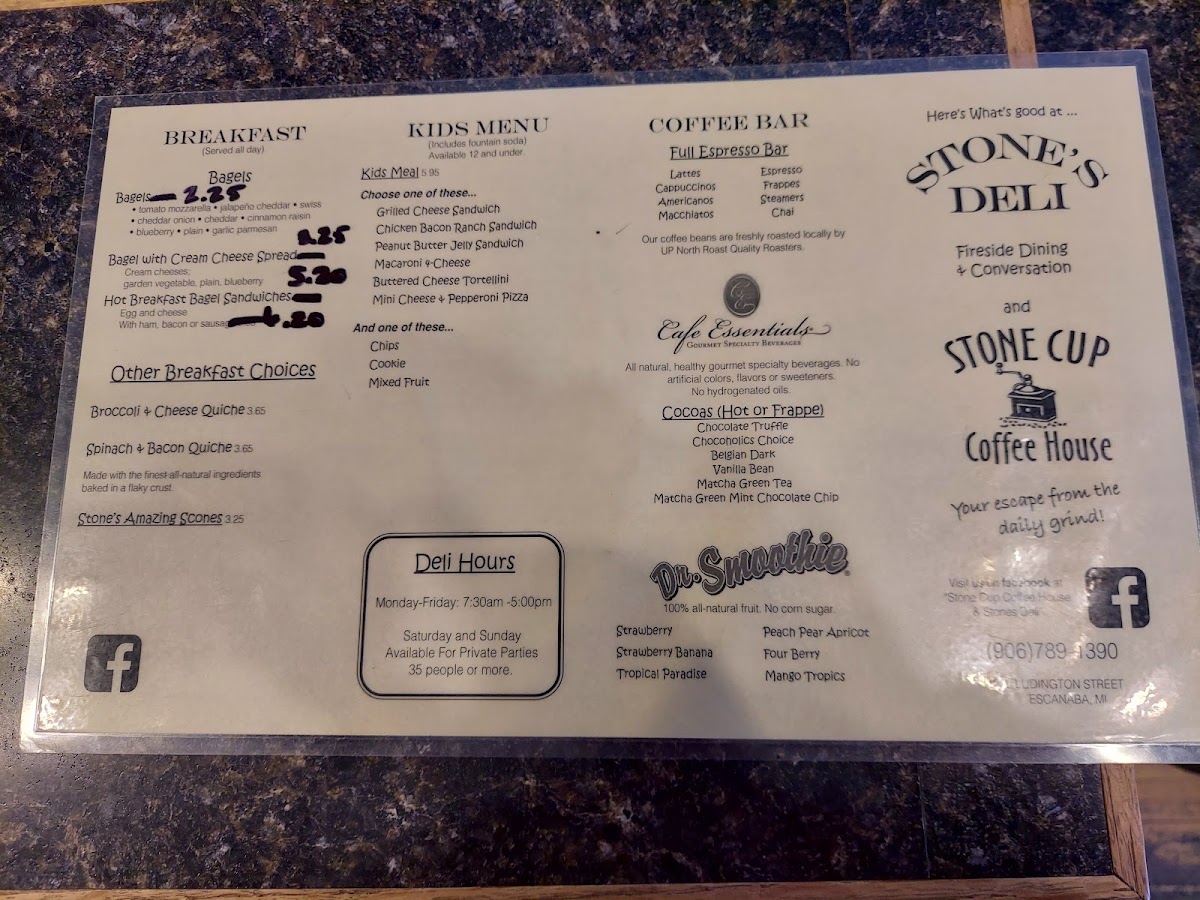 BREAKFAST
(Served all day)
Bagels
Bagels 2.25
• tomato mozzarella • jalapeño cheddar • swiss
• cheddar onion • cheddar • cinnamon raisin
• blueberry • plain • garlic parmesan
Bagel with Cream Cheese Spread
Cream cheeses;
garden vegetable, plain, blueberry
5.20
Hot Breakfast Bagel Sandwiches
Egg and cheese
With ham, bacon or sausage
Other Breakfast Choices
Broccoli & Cheese Quiche 3.65
Spinach & Bacon Quiche 3.65
Made with the finest all-natural ingredients
baked in a flaky crust.
Stone's Amazing Scones 3.25
f
KIDS MENU
(Includes fountain soda)
Available 12 and under.
Kids Meal 5.95
Choose one of these...
Grilled Cheese Sandwich
Chicken Bacon Ranch Sandwich
Peanut Butter Jelly Sandwich
Macaroni & Cheese
Buttered Cheese Tortellini
Mini Cheese & Pepperoni Pizza
And one of these...
Chips
Cookie
Mixed Fruit
Deli Hours
Monday-Friday: 7:30am -5:00pm
Saturday and Sunday
Available For Private Parties
35 people or more.
COFFEE BAR
Full Espresso Bar
Lattes
Cappuccinos
Americanos
Macchiatos
Espresso
Frappes
Steamers
Chai
Our coffee beans are freshly roasted locally by
UP North Roast Quality Roasters.
Cafe Essentials
GOURMET SPECIALTY BEVERAGES
All natural, healthy gourmet specialty beverages. No
artificial colors, flavors or sweeteners.
No hydrogenated oils.
Cocoas (Hot or Frappe)
Chocolate Truffle
Chocoholics Choice
Belgian Dark
Vanilla Bean
Matcha Green Tea
Matcha Green Mint Chocolate Chip
Dr. Smoothie®
100% all-natural fruit. No corn sugar.
Strawberry
Strawberry Banana
Tropical Paradise
Peach Pear Apricot
Four Berry
Mango Tropics
Here's What's good at ...
STONE'S
DELI
Fireside Dining
& Conversation
and
STONE CUP
Coffee House
Your escape from the
daily grind!
Visit us on facebook at
"Stone Cup Coffee House
& Stones Deli"
f
(906)789-1390
LUDINGTON STREET
ESCANABA, MI